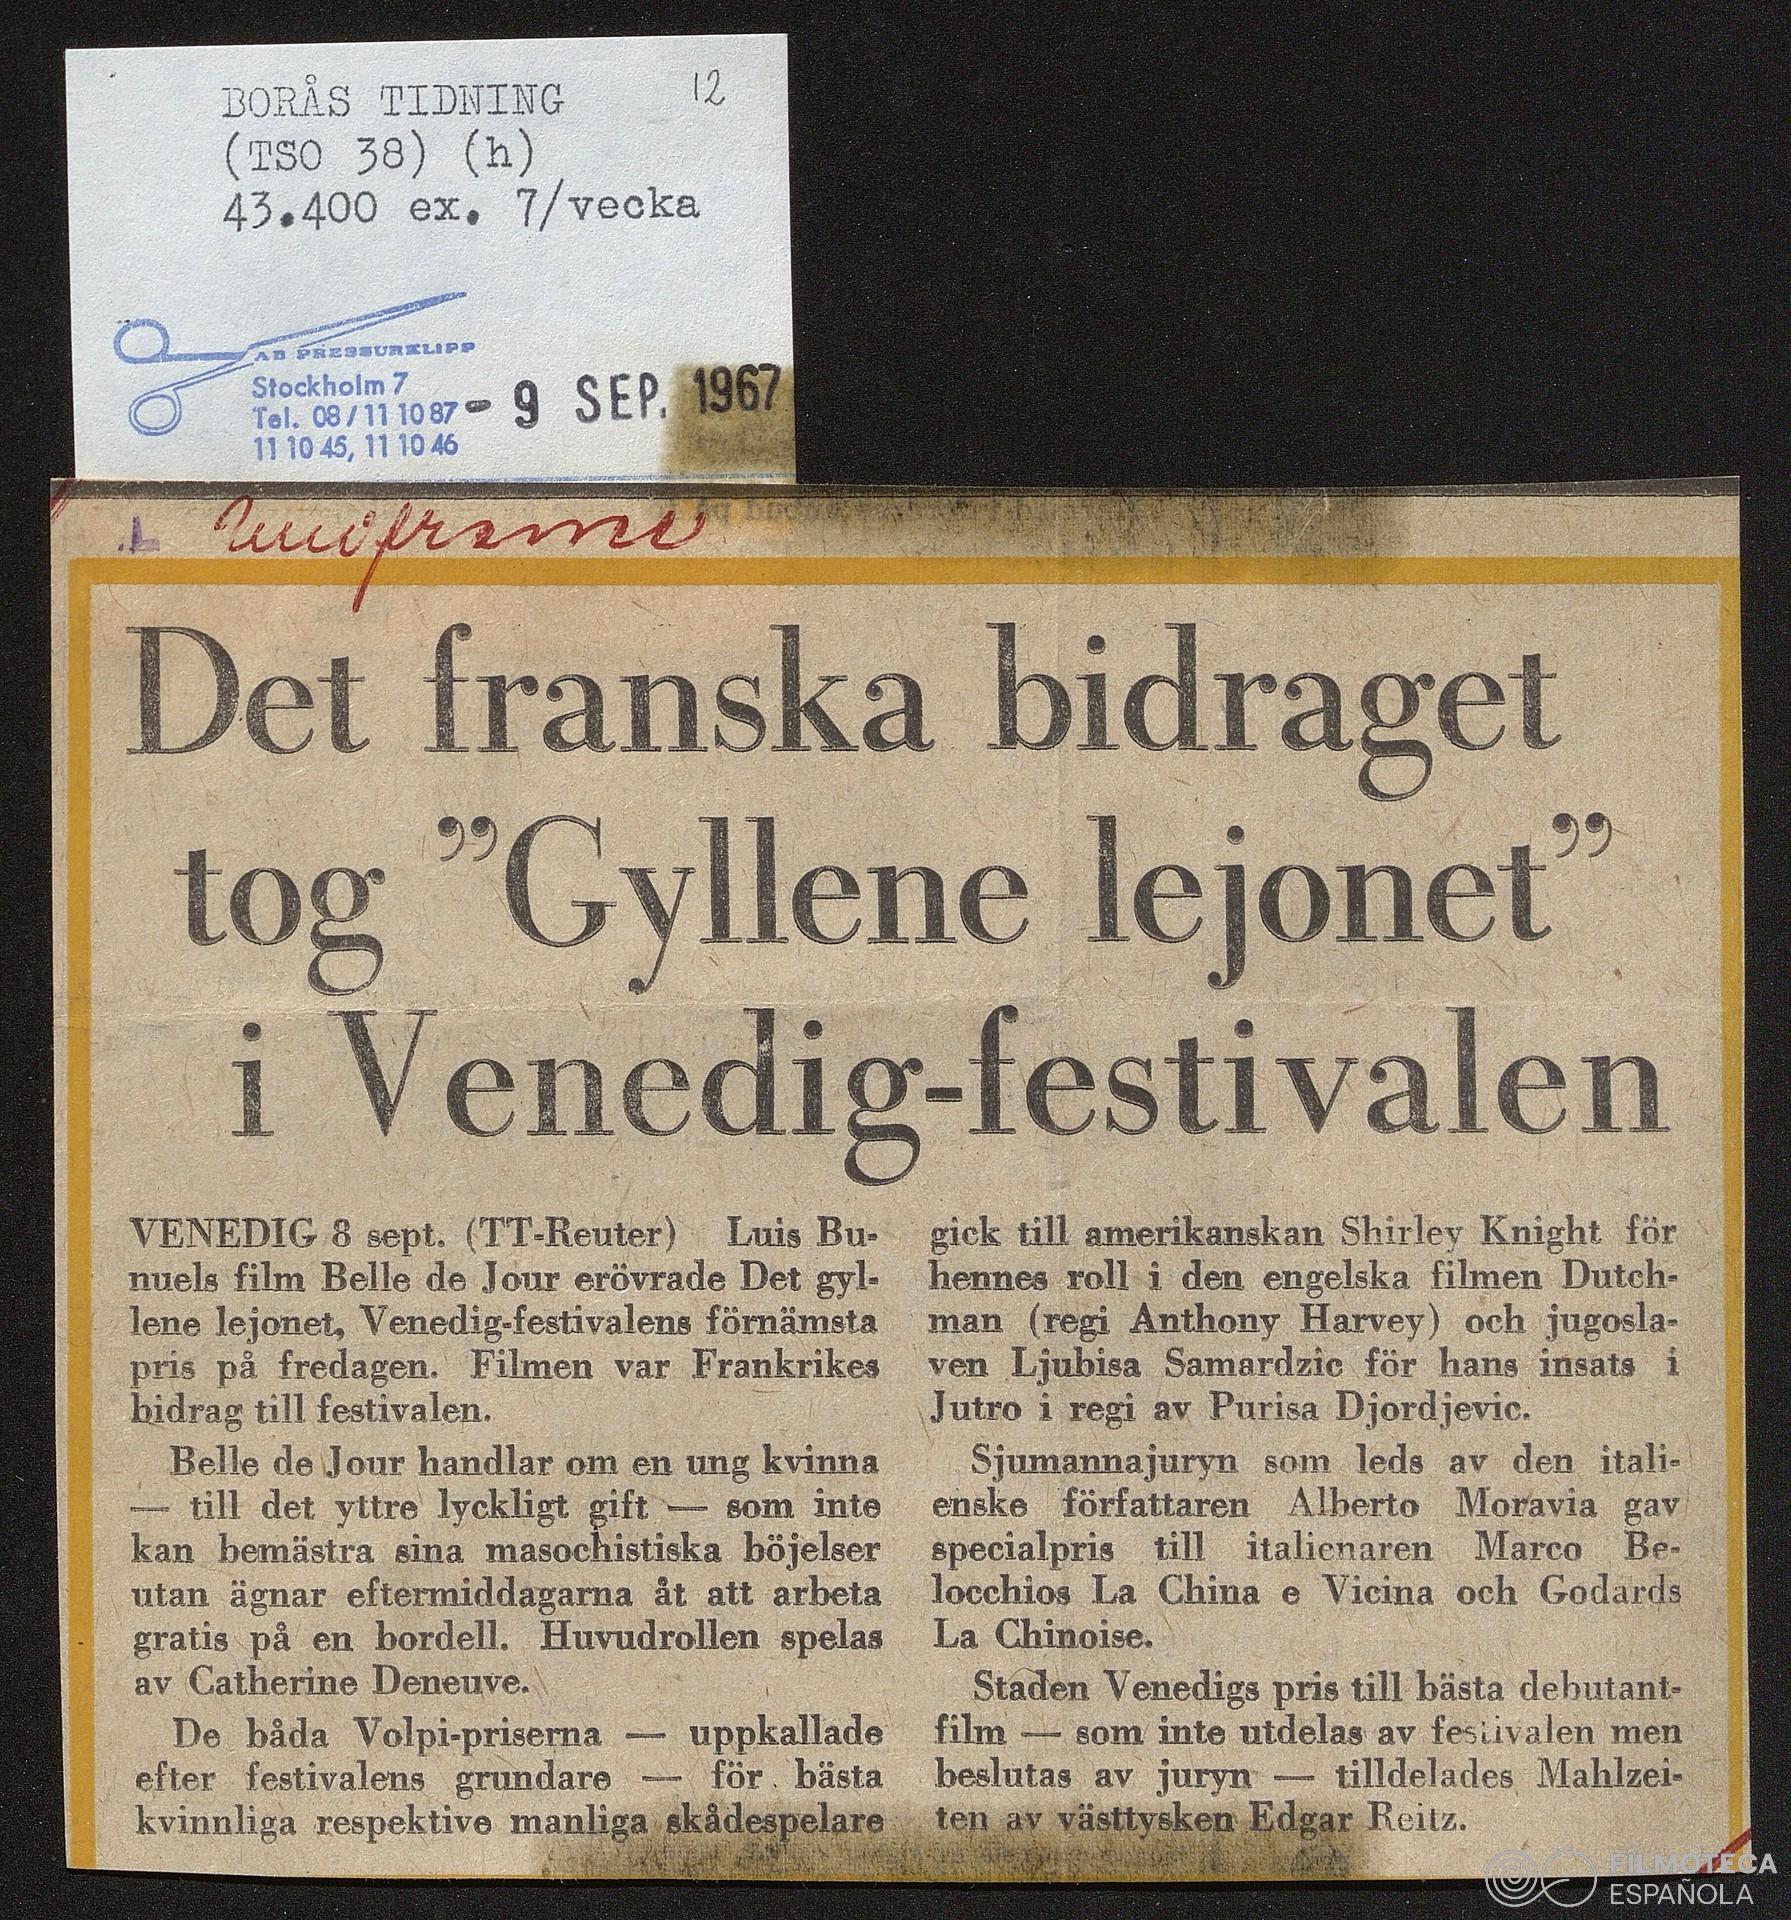 BORÅS TIDNING 12
(TSO 38) (h)
43.400 ex. 7/vecka
AB PRESSURKLIPP
Stockholm 7
Tel. 08/11 10 87
11 10 45, 11 10 46
- 9 SEP. 1967
Det franska bidraget
tog ”Gyllene lejonet”
i Venedig-festivalen
VENEDIG 8 sept. (TT-Reuter) Luis Bu-
nuels film Belle de Jour erövrade Det gyl-
lene lejonet, Venedig-festivalens förnämsta
pris på fredagen. Filmen var Frankrikes
bidrag till festivalen.
Belle de Jour handlar om en ung kvinna
— till det yttre lyckligt gift — som inte
kan bemästra sina masochistiska böjelser
utan ägnar eftermiddagarna åt att arbeta
gratis på en bordell. Huvudrollen spelas
av Catherine Deneuve.
De båda Volpi-priserna — uppkallade
efter festivalens grundare — för bästa
kvinnliga respektive manliga skådespelare
gick till amerikanskan Shirley Knight för
hennes roll i den engelska filmen Dutch-
man (regi Anthony Harvey) och jugosla-
ven Ljubisa Samardzic för hans insats i
Jutro i regi av Purisa Djordjevic.
Sjumannajuryn som leds av den itali-
enske författaren Alberto Moravia gav
specialpris till italienaren Marco Be-
locchios La China e Vicina och Godards
La Chinoise.
Staden Venedigs pris till bästa debutant-
film — som inte utdelas av festivalen men
beslutas av juryn — tilldelades Mahlzei-
ten av västtysken Edgar Reitz.
FILMOTECA
ESPAÑOLA